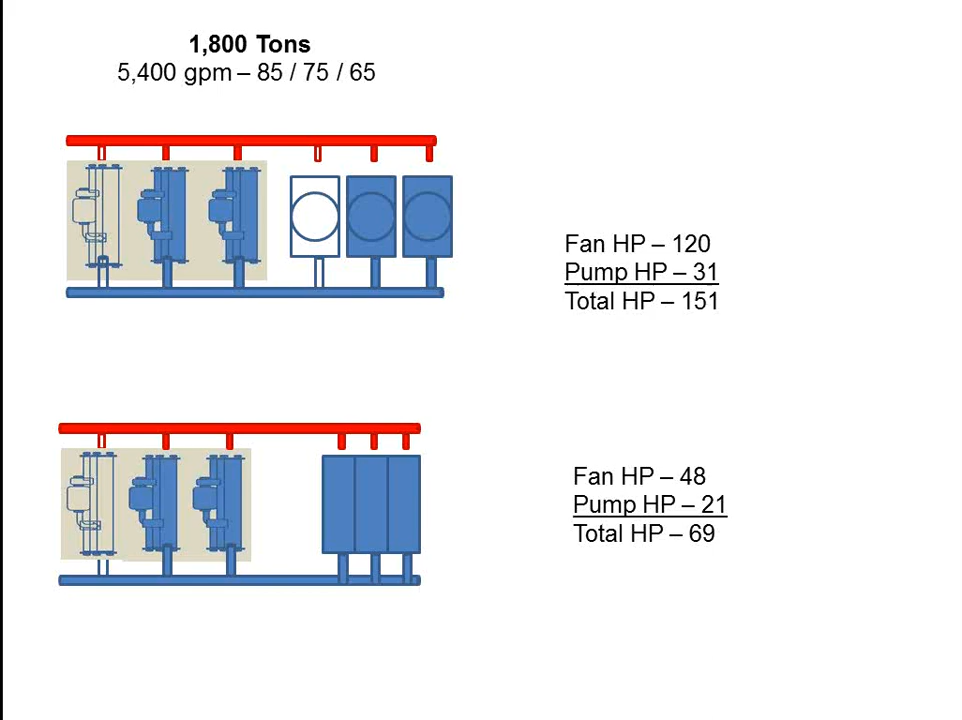 1,800 Tons
5,400 gpm – 85 / 75 / 65
Fan HP – 120
Pump HP – 31
Total HP – 151
Fan HP – 48
Pump HP – 21
Total HP – 69